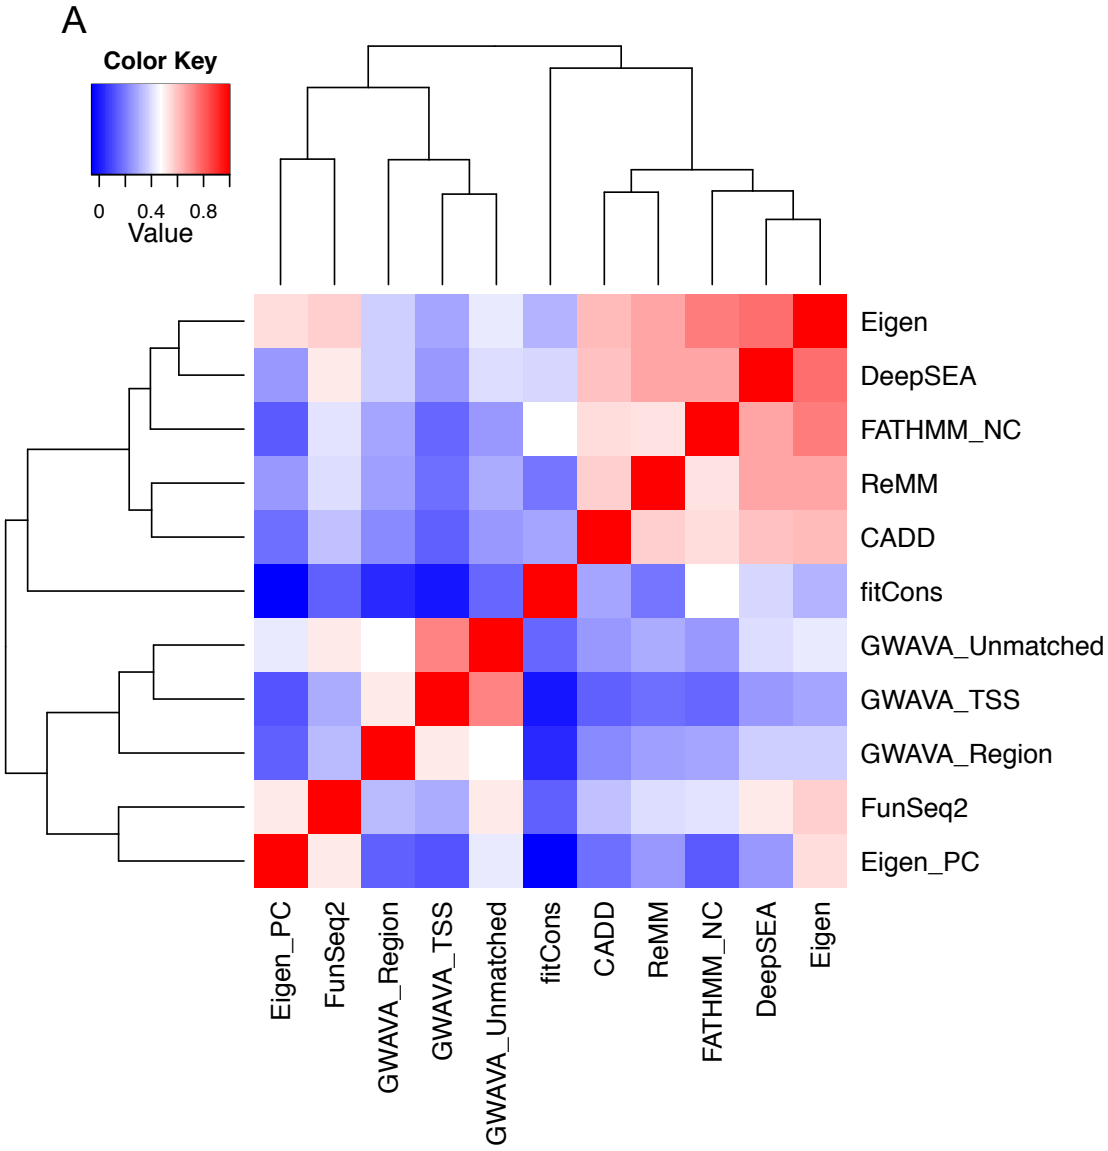 A
Color Key
0 0.4 0.8
Value
Eigen
DeepSEA
FATHMM_NC
ReMM
CADD
fitCons
GWAVA_Unmatched
GWAVA_TSS
GWAVA_Region
FunSeq2
Eigen_PC
Eigen_PC
FunSeq2
GWAVA_Region
GWAVA_TSS
GWAVA_Unmatched
fitCons
CADD
ReMM
FATHMM_NC
DeepSEA
Eigen